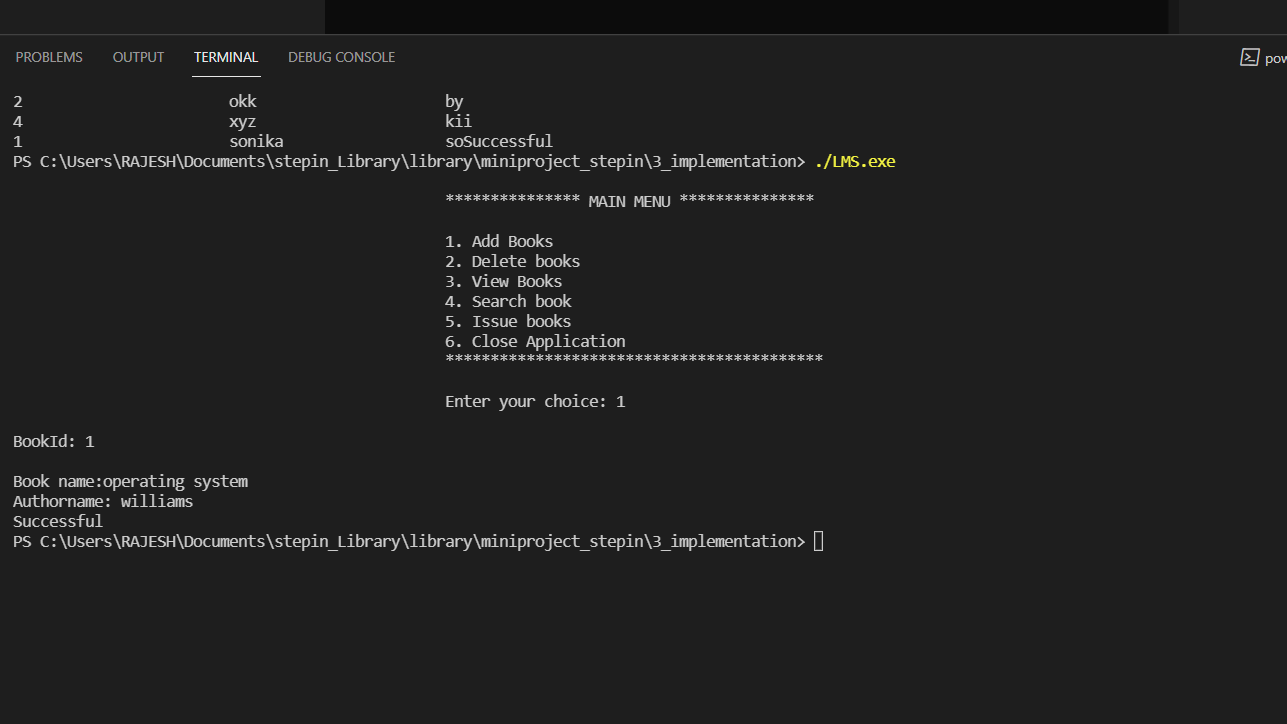 PROBLEMS OUTPUT TERMINAL DEBUG CONSOLE pow
2 okk by
4 xyz kii
1 sonika soSuccessful
PS C:\Users\RAJESH\Documents\stepin_Library\library\miniproject_stepin\3_implementation> ./LMS.exe
*************** MAIN MENU ***************
1. Add Books
2. Delete books
3. View Books
4. Search book
5. Issue books
6. Close Application
******************************************
Enter your choice: 1
BookId: 1
Book name:operating system
Authorname: williams
Successful
PS C:\Users\RAJESH\Documents\stepin_Library\library\miniproject_stepin\3_implementation>